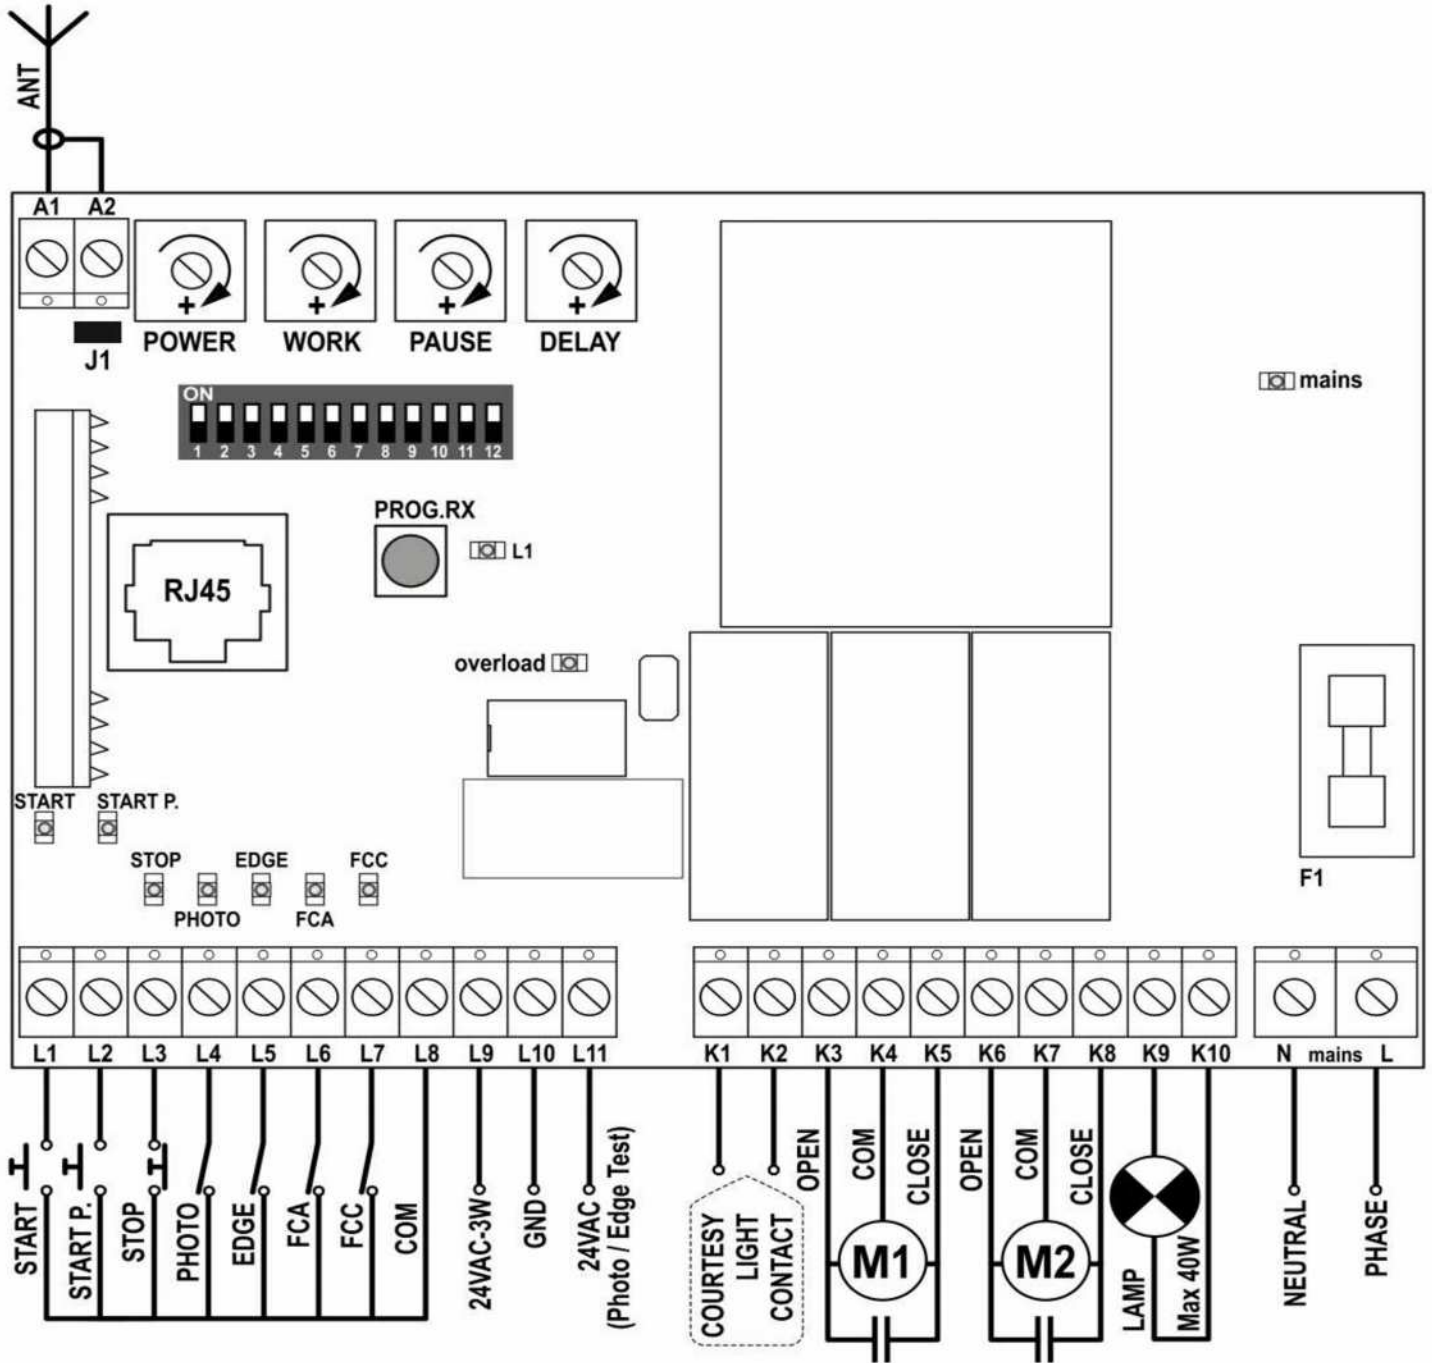 ANT
A1 A2
POWER WORK PAUSE DELAY
J1
ON
1 2 3 4 5 6 7 8 9 10 11 12
mains
PROG.RX
L1
RJ45
overload
START START P.
STOP EDGE FCC
PHOTO FCA
F1
L1 L2 L3 L4 L5 L6 L7 L8 L9 L10 L11
K1 K2 K3 K4 K5 K6 K7 K8 K9 K10
N mains L
START
START P.
STOP
PHOTO
EDGE
FCA
FCC
COM
24VAC-3W
GND
24VAC
(Photo / Edge Test)
COURTESY
LIGHT
CONTACT
OPEN
COM
CLOSE
M1
OPEN
COM
CLOSE
M2
LAMP
Max 40W
NEUTRAL
PHASE
+
+
+
+